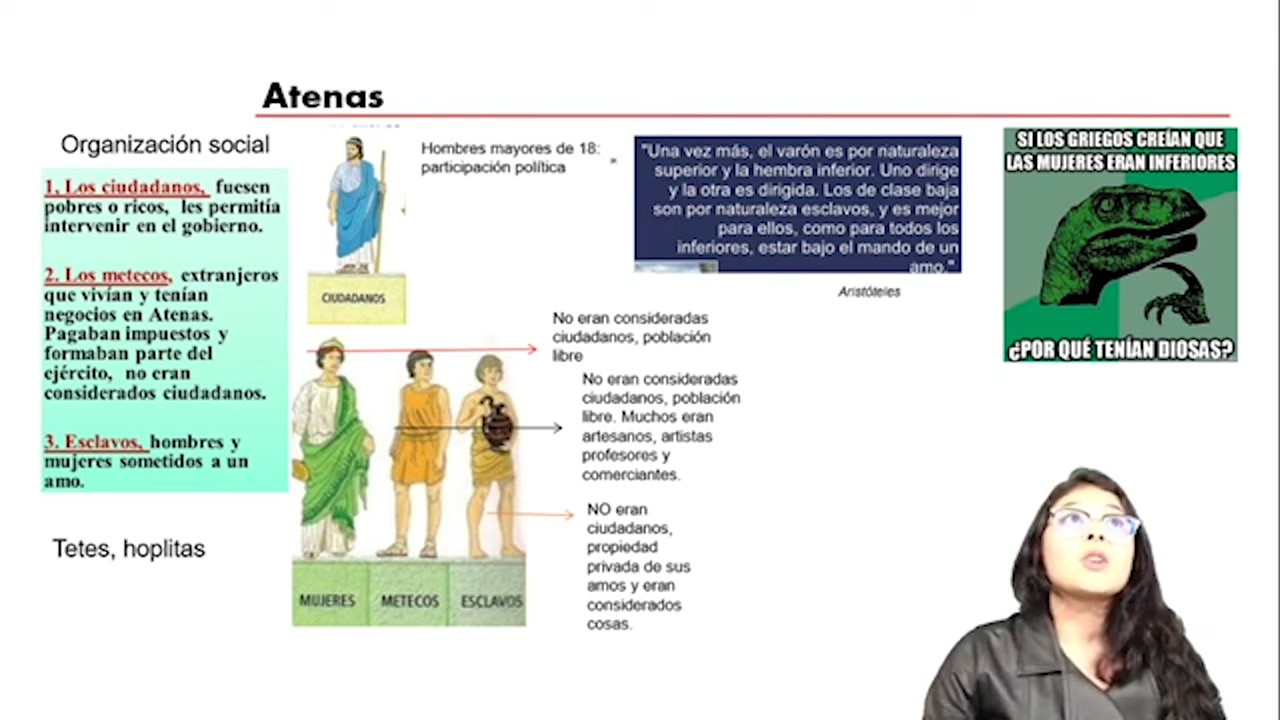 Atenas
Organización social
1. Los ciudadanos, fuesen
pobres o ricos, les permitía
intervenir en el gobierno.
2. Los metecos, extranjeros
que vivían y tenían
negocios en Atenas.
Pagaban impuestos y
formaban parte del
ejército, no eran
considerados ciudadanos.
3. Esclavos, hombres y
mujeres sometidos a un
amo.
Tetes, hoplitas
CIUDADANOS
Hombres mayores de 18:
participación política
"Una vez más, el varón es por naturaleza
superior y la hembra inferior. Uno dirige
y la otra es dirigida. Los de clase baja
son por naturaleza esclavos, y es mejor
para ellos, como para todos los
inferiores, estar bajo el mando de un
amo."
Aristóteles
No eran consideradas
ciudadanos, población
libre
No eran consideradas
ciudadanos, población
libre. Muchos eran
artesanos, artistas
profesores y
comerciantes.
NO eran
ciudadanos,
propiedad
privada de sus
amos y eran
considerados
cosas.
MUJERES METECOS ESCLAVOS
SI LOS GRIEGOS CREÍAN QUE
LAS MUJERES ERAN INFERIORES
¿POR QUÉ TENÍAN DIOSAS?